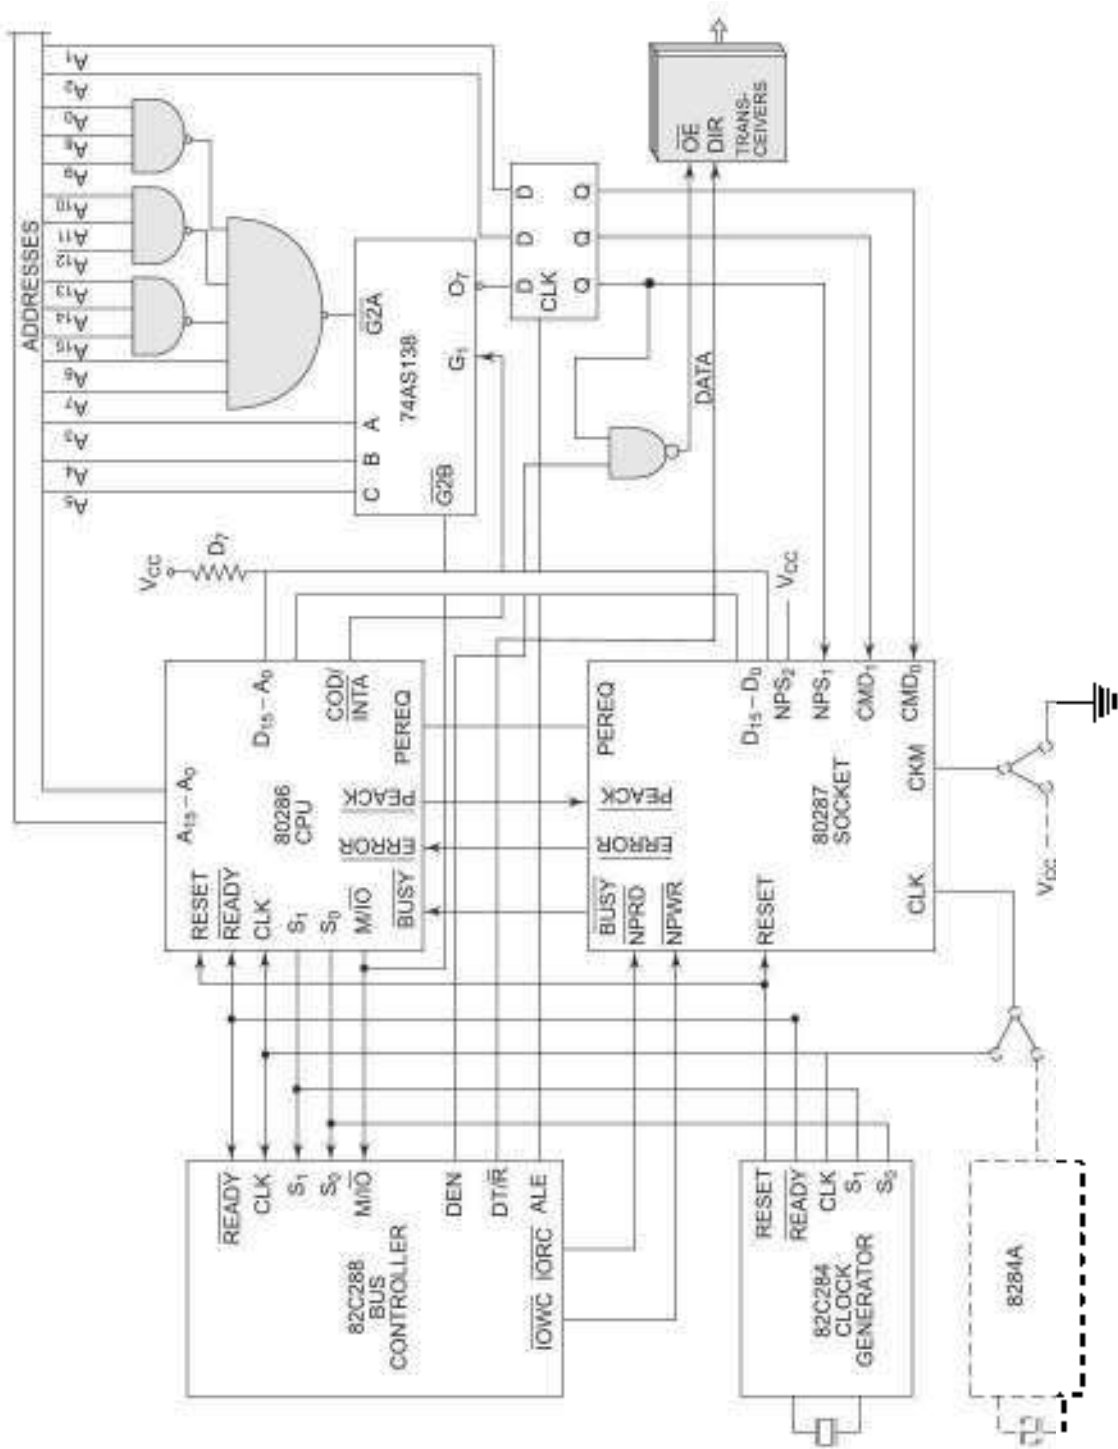 ADDRESSES
A1
A2
A0
A8
A9
A10
A11
A12
A13
A14
A15
A6
A7
A3
A4
A5
OE
DIR
TRANS-
CEIVERS
D
D
D
CLK
Q
Q
Q
G2A
O7
G1
74AS138
A
B
C
G2B
DATA
VCC
D7
VCC
A15–A0
D15–A0
COD/
INTA
80286
CPU
PEREQ
PEACK
ERROR
BUSY
RESET
READY
CLK
S1
S0
M/IO
PEREQ
PEACK
ERROR
BUSY
NPRD
NPWR
RESET
D15–D0
NPS2
NPS1
CMD1
CMD0
80287
SOCKET
CKM
CLK
VCC
READY
CLK
S1
S0
M/IO
DEN
DT/R
ALE
IORC
IOWC
82C288
BUS
CONTROLLER
RESET
READY
CLK
S1
S0
82C284
CLOCK
GENERATOR
8284A